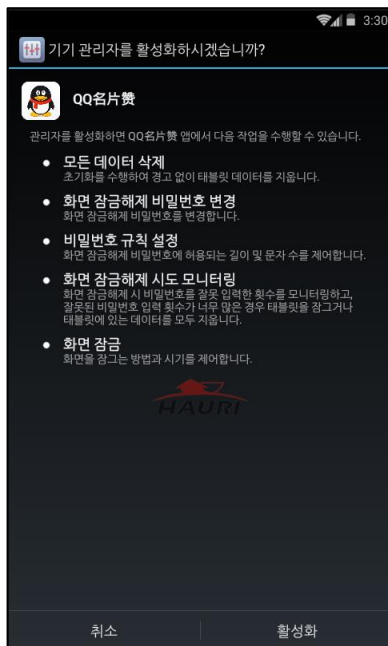 3:30
기기 관리자를 활성화하시겠습니까?
QQ名片赞
관리자를 활성화하면 QQ名片赞 앱에서 다음 작업을 수행할 수 있습니다.
● 모든 데이터 삭제
초기화를 수행하여 경고 없이 태블릿 데이터를 지웁니다.
● 화면 잠금해제 비밀번호 변경
화면 잠금해제 비밀번호를 변경합니다.
● 비밀번호 규칙 설정
화면 잠금해제 비밀번호에 허용되는 길이 및 문자 수를 제어합니다.
● 화면 잠금해제 시도 모니터링
화면 잠금해제 시 비밀번호를 잘못 입력한 횟수를 모니터링하고,
잘못된 비밀번호 입력 횟수가 너무 많은 경우 태블릿을 잠그거나
태블릿에 있는 데이터를 모두 지웁니다.
● 화면 잠금
화면을 잠그는 방법과 시기를 제어합니다.
HAURI
취소
활성화